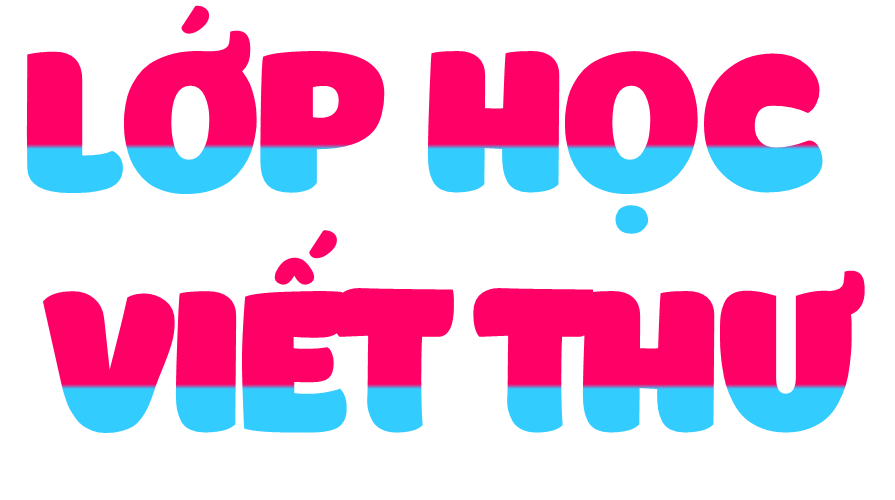 LỚP HỌC
VIẾT THƯ